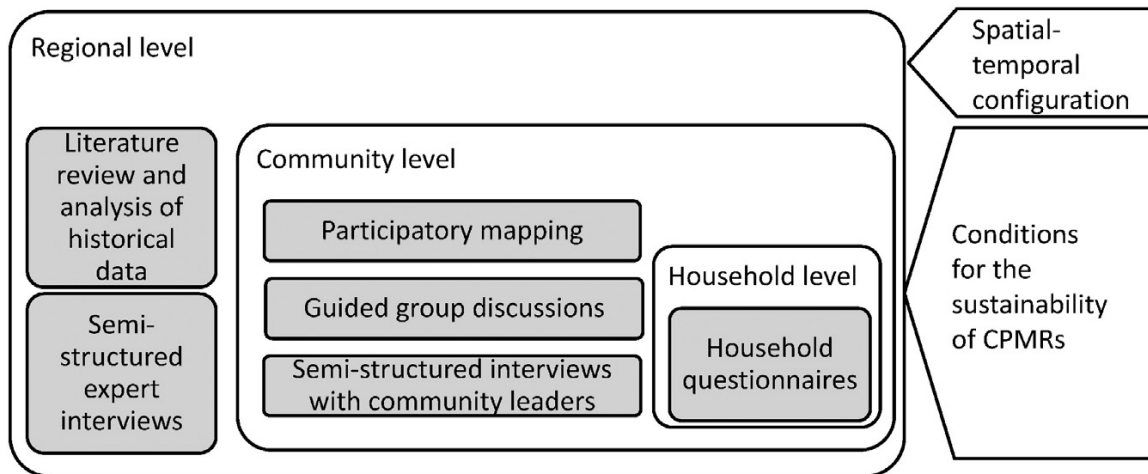 Regional level
Literature
review and
analysis of
historical
data
Semi-
structured
expert
interviews
Community level
Participatory mapping
Guided group discussions
Semi-structured interviews
with community leaders
Household level
Household
questionnaires
Spatial-
temporal
configuration
Conditions
for the
sustainability
of CPMRs